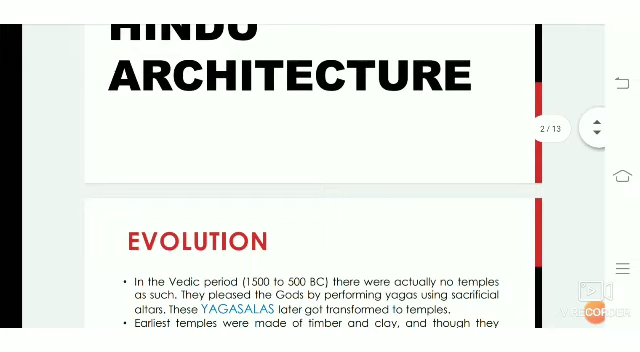 HINDU
ARCHITECTURE
2 / 13
EVOLUTION
• In the Vedic period (1500 to 500 BC) there were actually no temples
as such. They pleased the Gods by performing yagas using sacrificial
altars. These YAGASALAS later got transformed to temples.
• Earliest temples were made of timber and clay, and though they
V.RECORDER